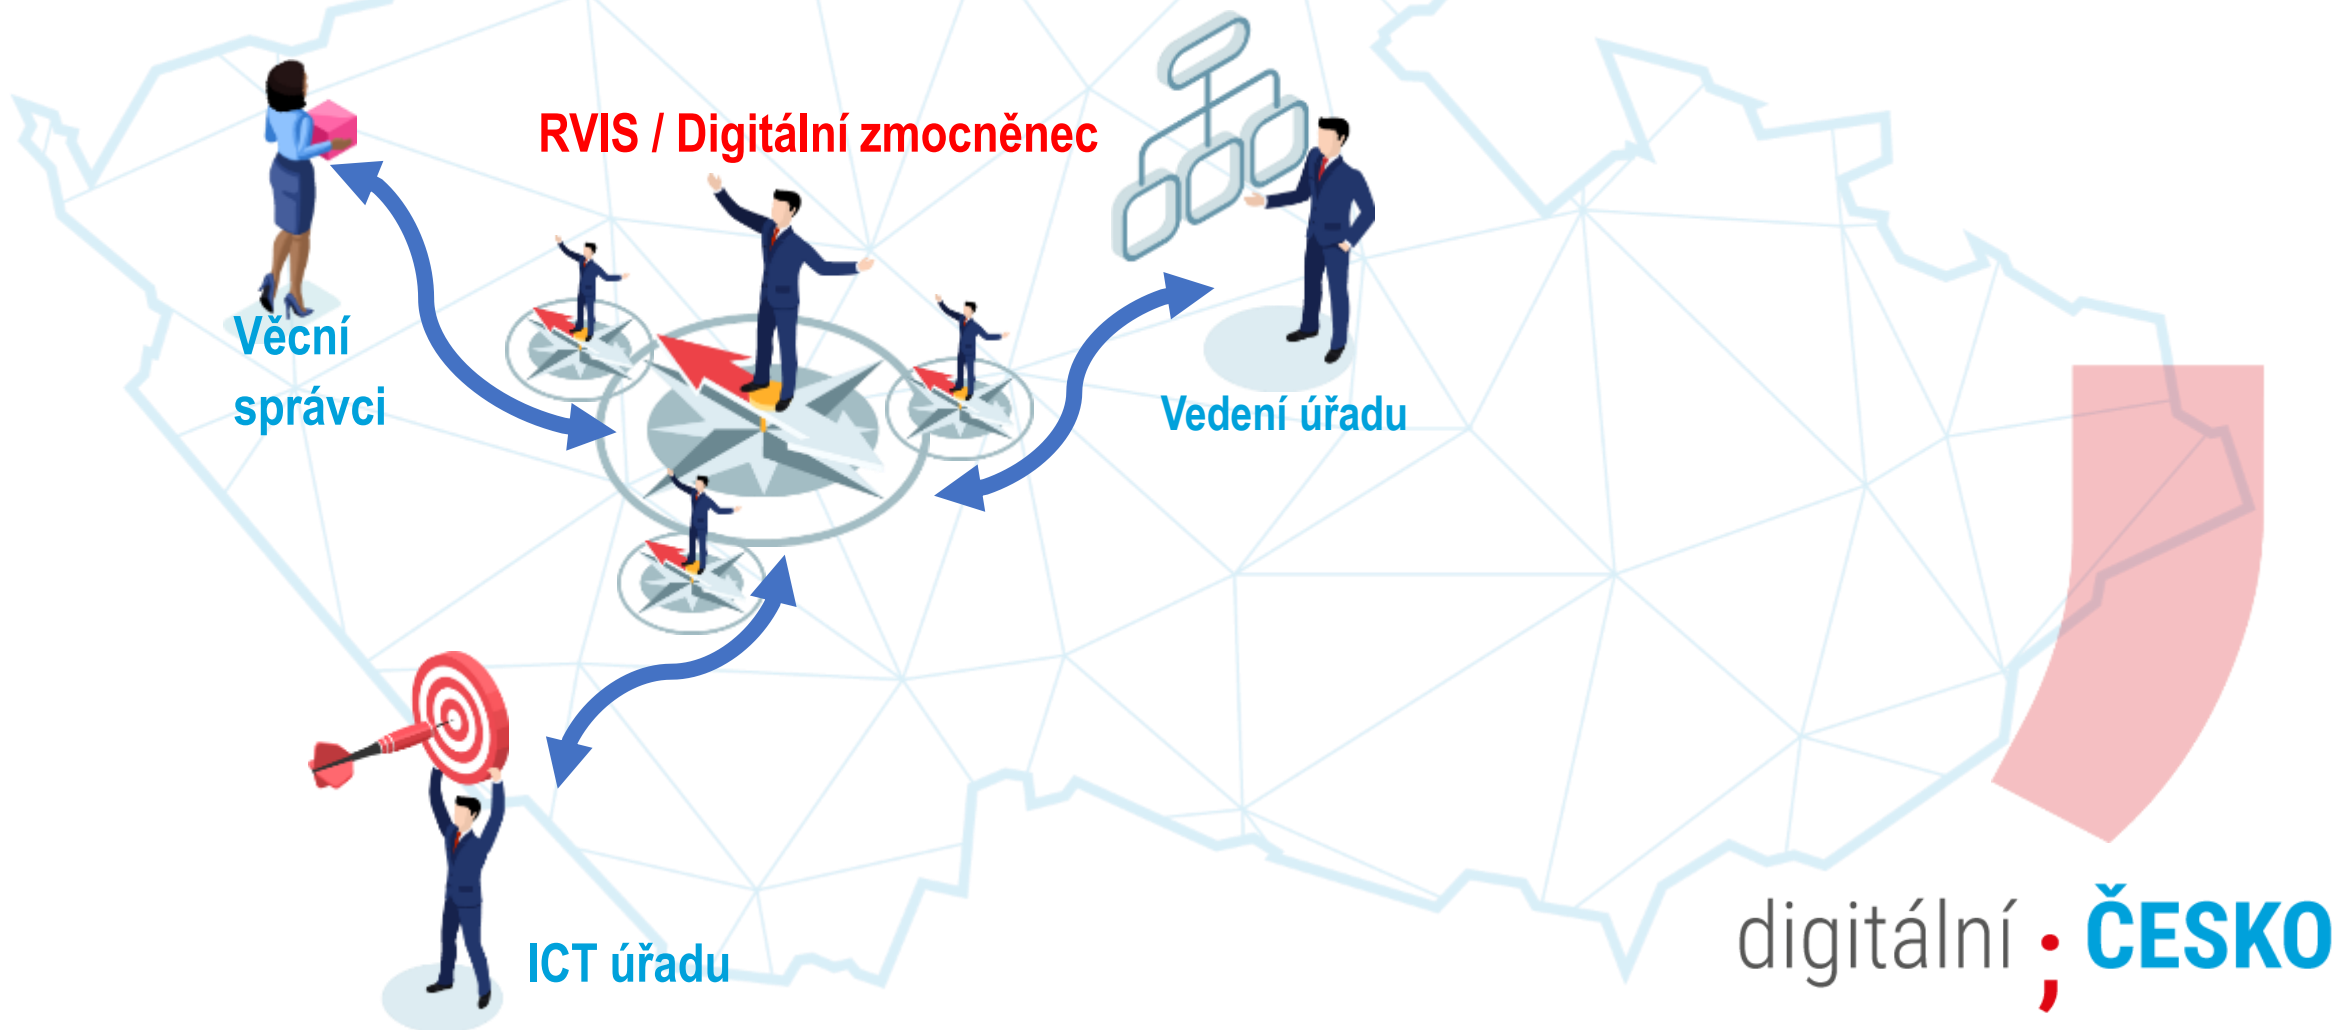 RVIS / Digitální zmocněnec
Věcní
správci
Vedení úřadu
ICT úřadu
digitální ; ČESKO